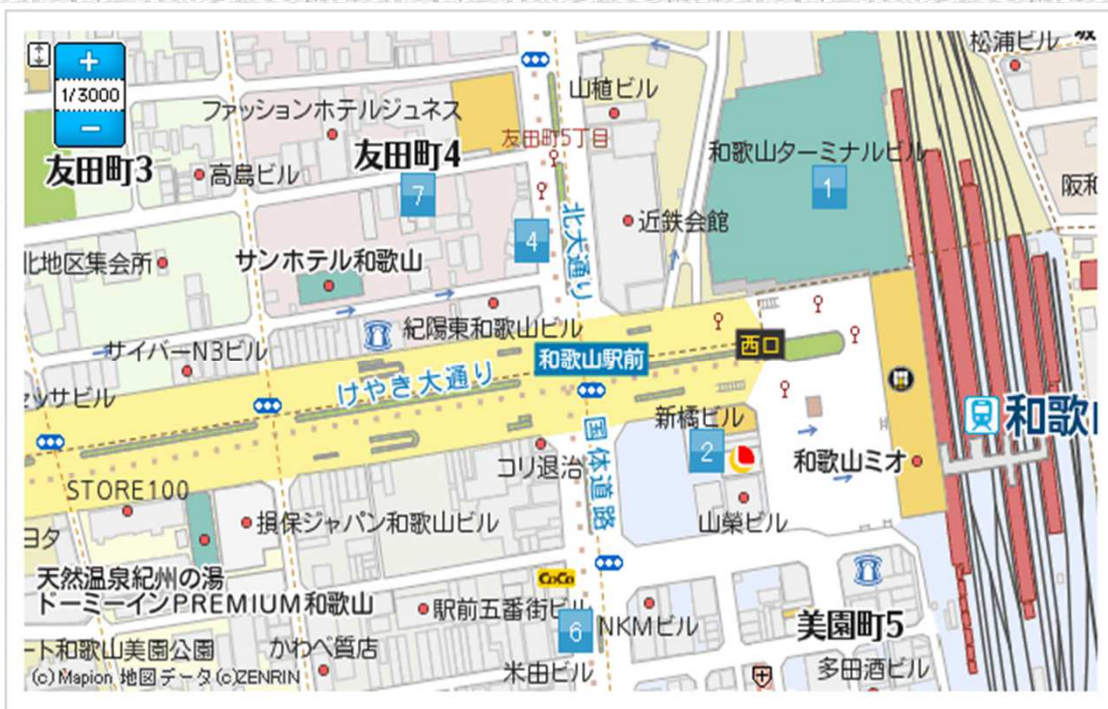 松浦ビル
+
1/3000
−
ファッションホテルジュネス
山植ビル
友田町5丁目
友田町3
友田町4
高島ビル
和歌山ターミナルビル
7
1
阪和
北大通り
近鉄会館
4
北地区集会所
サンホテル和歌山
紀陽東和歌山ビル
サイバーN3ビル
西口
和歌山駅前
けやき大通り
ッサビル
新橋ビル
2
和歌山
国体道路
コリ退治
和歌山ミオ
STORE100
損保ジャパン和歌山ビル
山榮ビル
ヨタ
天然温泉紀州の湯
ドーミーインPREMIUM和歌山
CoCo
駅前五番街ビル
6
NKMビル
美園町5
ート和歌山美園公園
かわべ質店
米田ビル
多田酒ビル
(c)Mapion 地図データ(c)ZENRIN